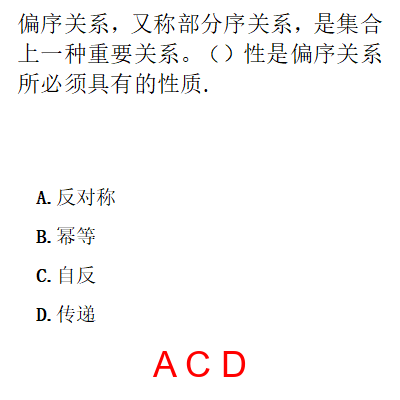 偏序关系，又称部分序关系，是集合
上一种重要关系。（）性是偏序关系
所必须具有的性质.
A. 反对称
B. 幂等
C. 自反
D. 传递
A C D